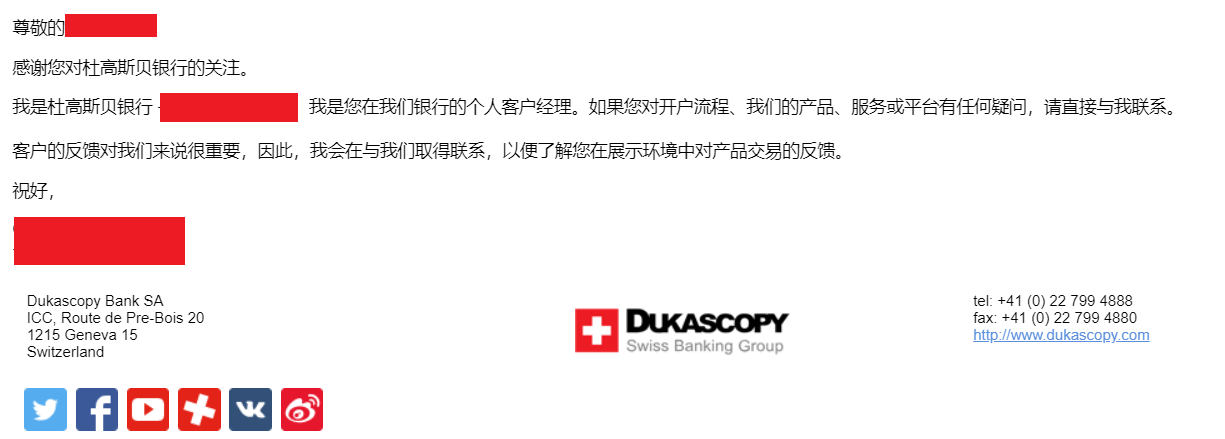 尊敬的
感谢您对杜高斯贝银行的关注。
我是杜高斯贝银行 - 我是您在我们银行的个人客户经理。如果您对开户流程、我们的产品、服务或平台有任何疑问，请直接与我联系。
客户的反馈对我们来说很重要，因此，我会在与我们取得联系，以便了解您在展示环境中对产品交易的反馈。
祝好，
Dukascopy Bank SA
ICC, Route de Pre-Bois 20
1215 Geneva 15
Switzerland
DUKASCOPY
Swiss Banking Group
tel: +41 (0) 22 799 4888
fax: +41 (0) 22 799 4880
http://www.dukascopy.com